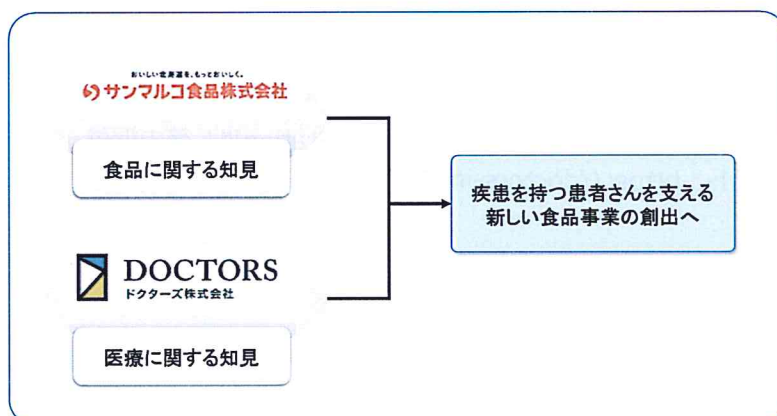 おいしい北海道を、もっとおいしく。
サンマルコ食品株式会社
食品に関する知見
疾患を持つ患者さんを支える
新しい食品事業の創出へ
DOCTORS
ドクターズ株式会社
医療に関する知見